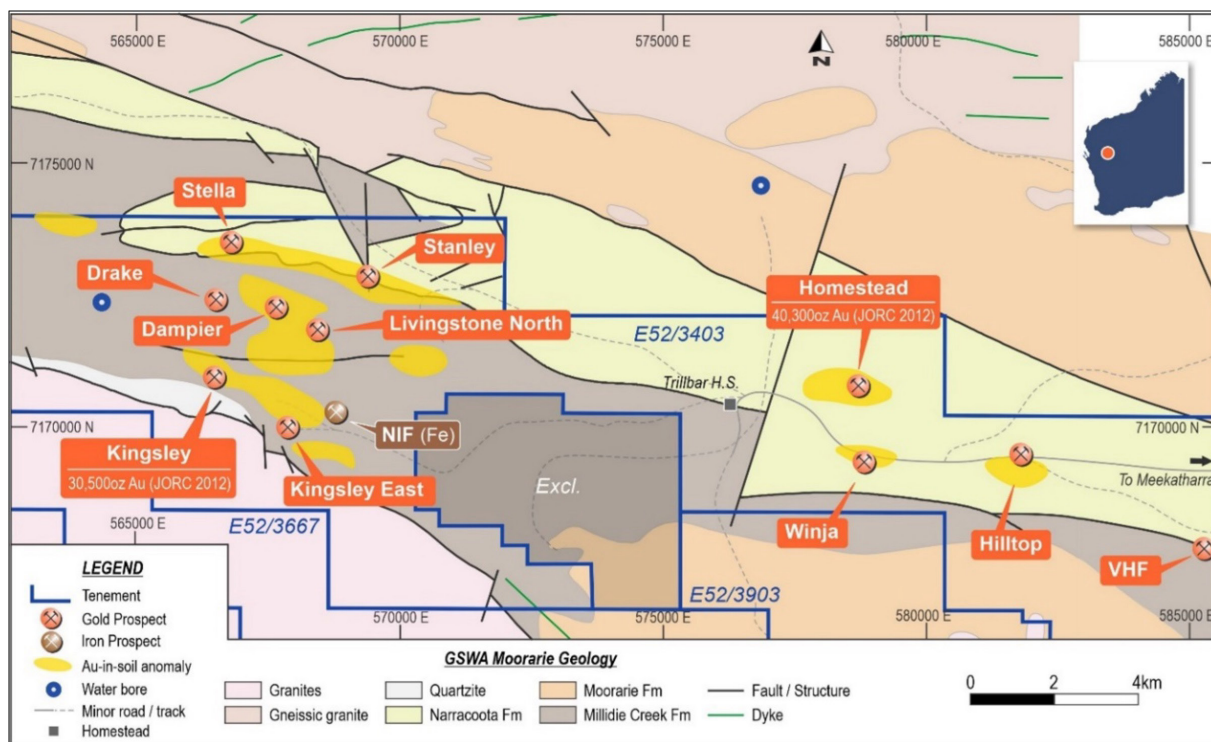 565000 E
570000 E
575000 E
580000 E
585000 E
N
7175000 N
Stella
Stanley
Drake
Homestead
40,300oz Au (JORC 2012)
Dampier
Livingstone North
E52/3403
Trillbar H.S.
NIF (Fe)
7170000 N
7170000 N
Kingsley
30,500oz Au (JORC 2012)
Kingsley East
Excl.
To Meekatharra
565000 E
E52/3667
Winja
Hilltop
VHF
E52/3903
570000 E
575000 E
580000 E
585000 E
LEGEND
Tenement
Gold Prospect
Iron Prospect
Au-in-soil anomaly
Water bore
Minor road / track
Homestead
GSWA Moorarie Geology
Granites
Gneissic granite
Quartzite
Narracoota Fm
Moorarie Fm
Millidie Creek Fm
Fault / Structure
Dyke
0 2 4km